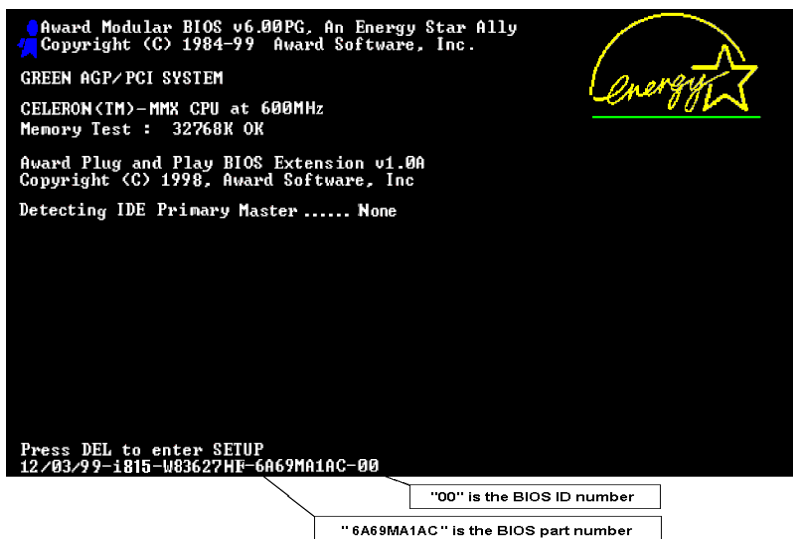 Award Modular BIOS v6.00PG, An Energy Star Ally
Copyright (C) 1984-99 Award Software, Inc.
energy
GREEN AGP/PCI SYSTEM
CELERON(TM)-MMX CPU at 600MHz
Memory Test : 32768K OK
Award Plug and Play BIOS Extension v1.0A
Copyright (C) 1998, Award Software, Inc
Detecting IDE Primary Master ...... None
Press DEL to enter SETUP
12/03/99-i815-W83627HF-6A69MA1AC-00
"00" is the BIOS ID number
"6A69MA1AC" is the BIOS part number